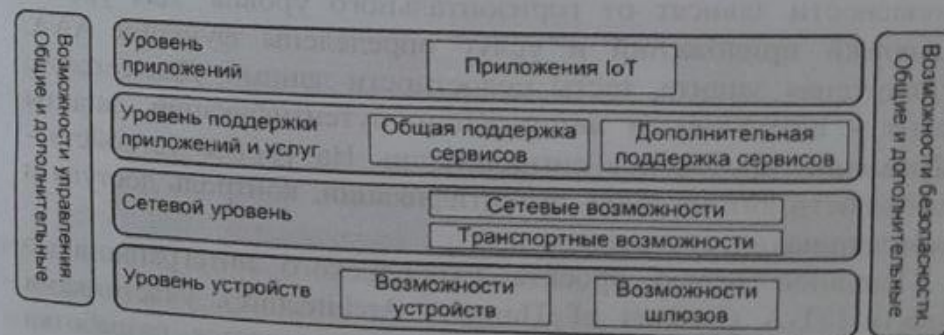 Возможности управления.
Общие и дополнительные
Уровень
приложений
Приложения IoT
Уровень поддержки
приложений и услуг
Общая поддержка
сервисов
Дополнительная
поддержка сервисов
Сетевой уровень
Сетевые возможности
Транспортные возможности
Уровень устройств
Возможности
устройств
Возможности
шлюзов
Возможности безопасности.
Общие и дополнительные